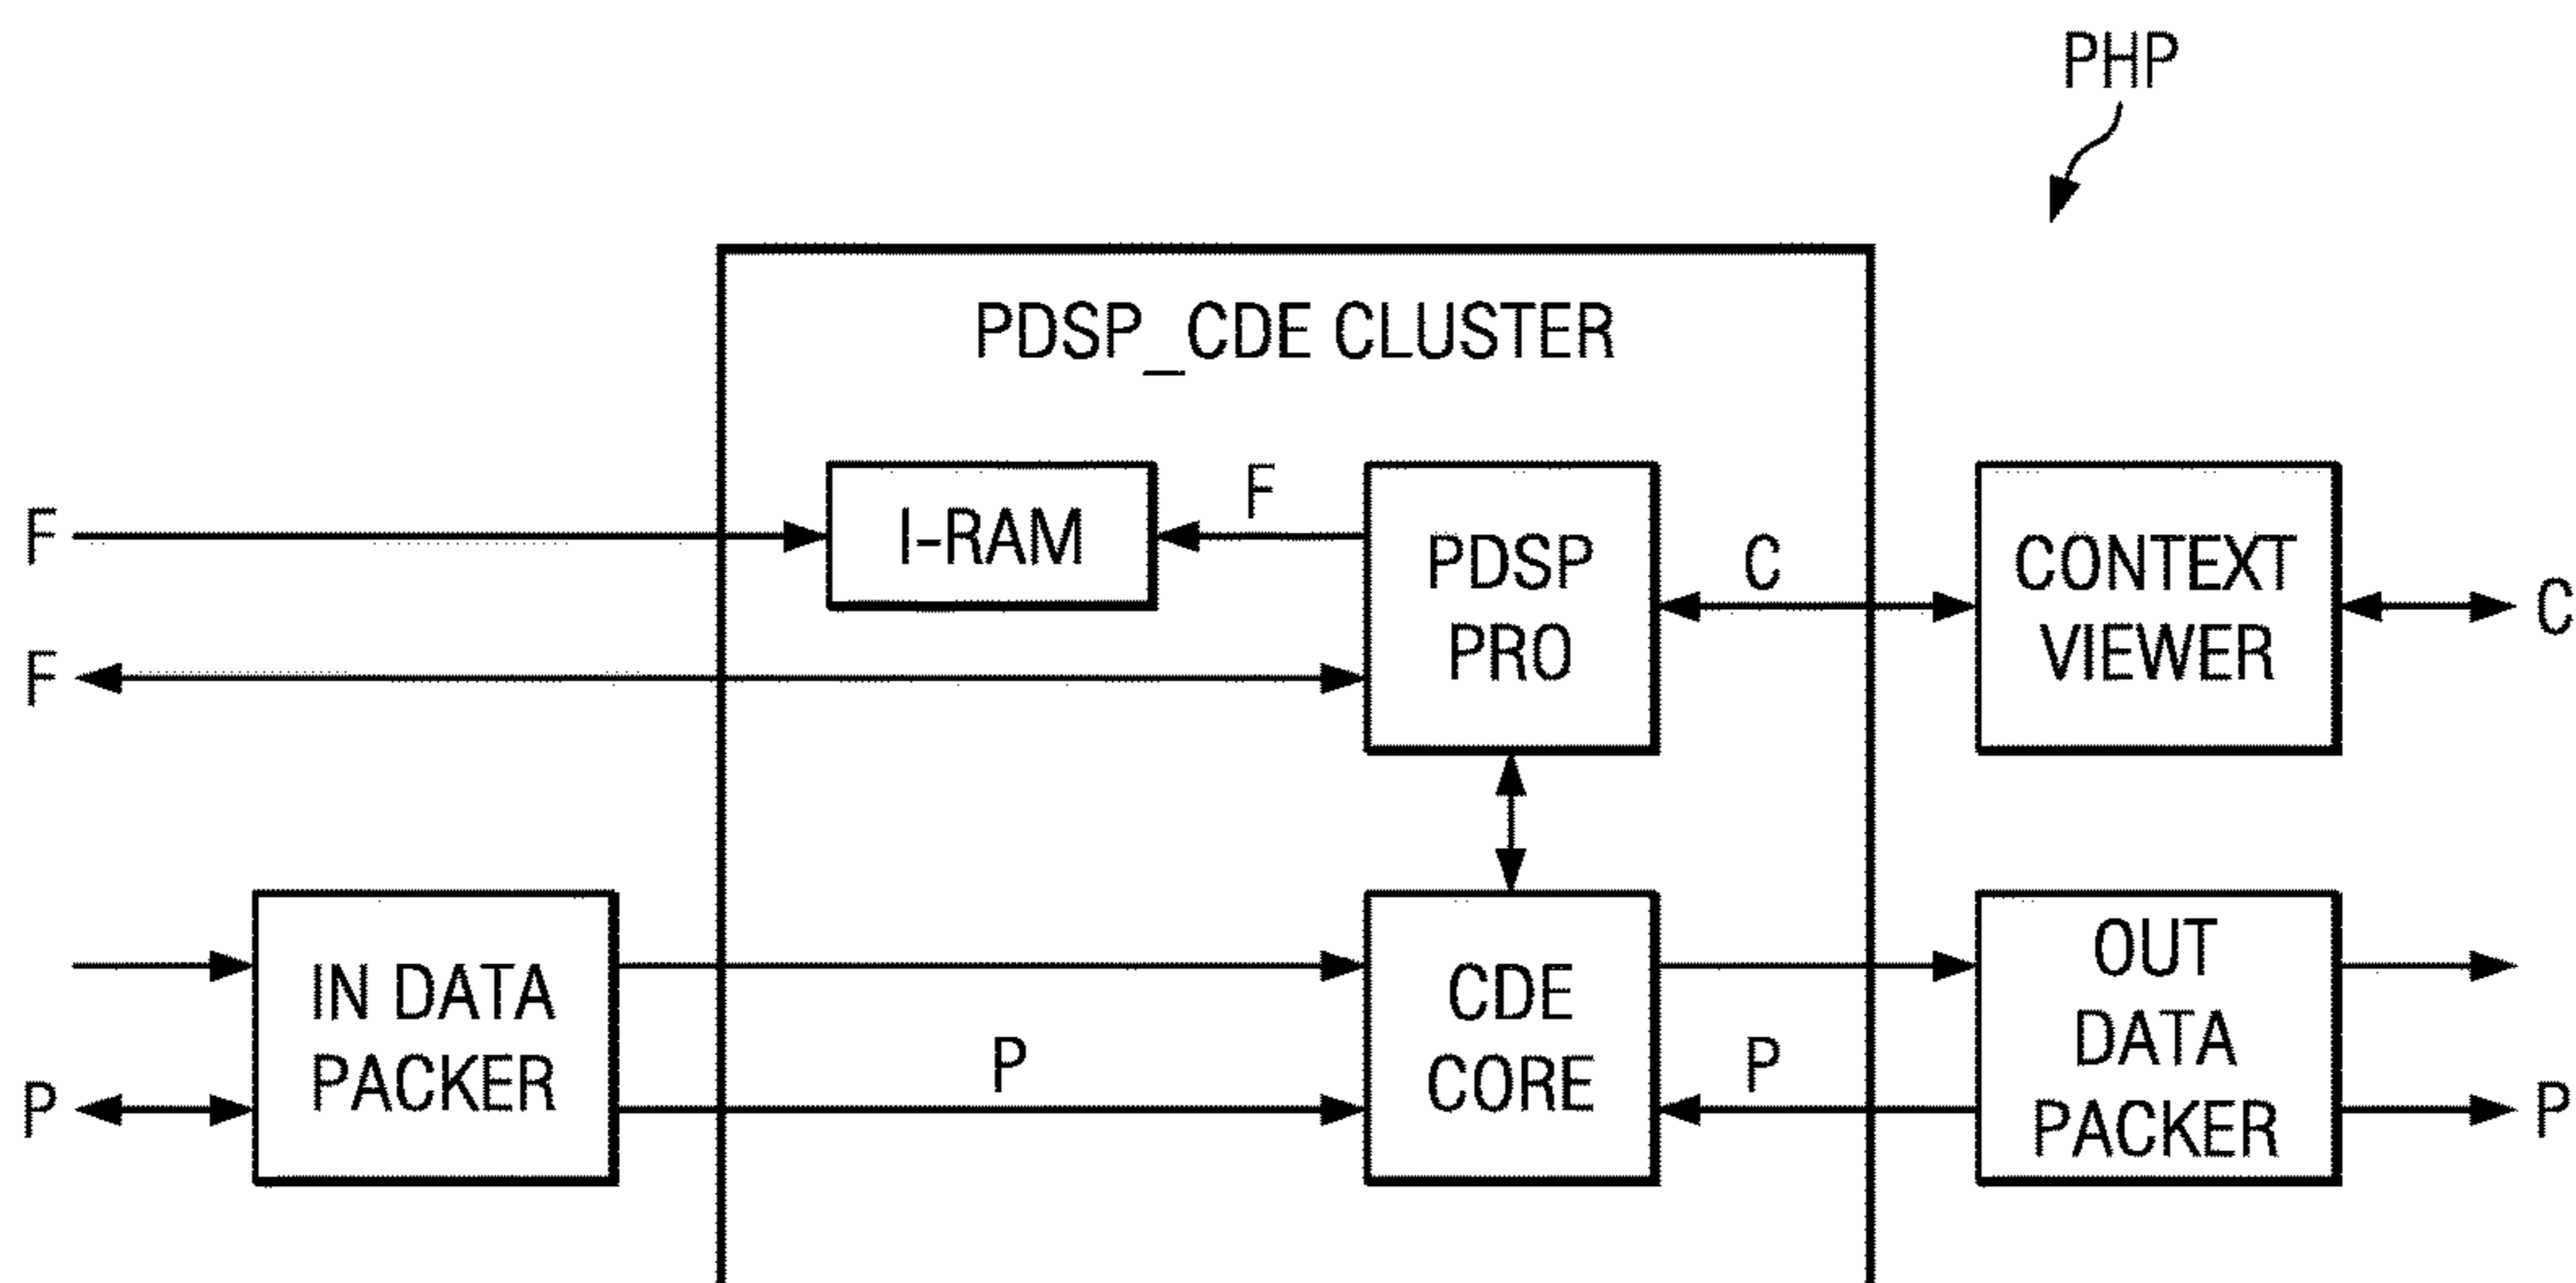 PHP
PDSP_CDE CLUSTER
F
I-RAM
F
PDSP
PRO
C
CONTEXT
VIEWER
C
F
IN DATA
PACKER
P
P
CDE
CORE
P
OUT
DATA
PACKER
P